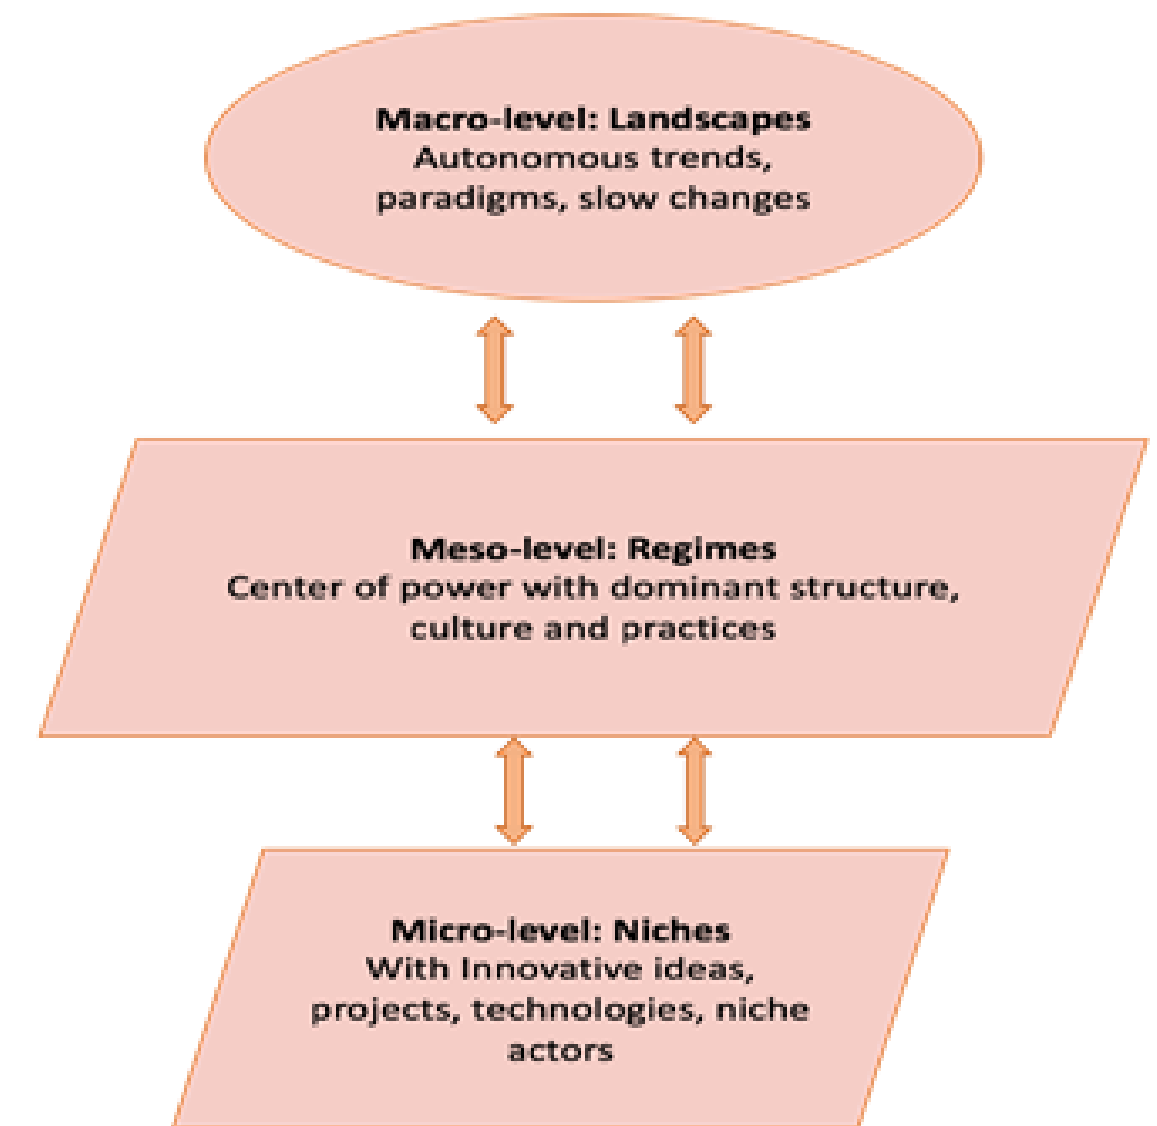 Macro-level: Landscapes
Autonomous trends,
paradigms, slow changes
Meso-level: Regimes
Center of power with dominant structure,
culture and practices
Micro-level: Niches
With Innovative ideas,
projects, technologies, niche
actors